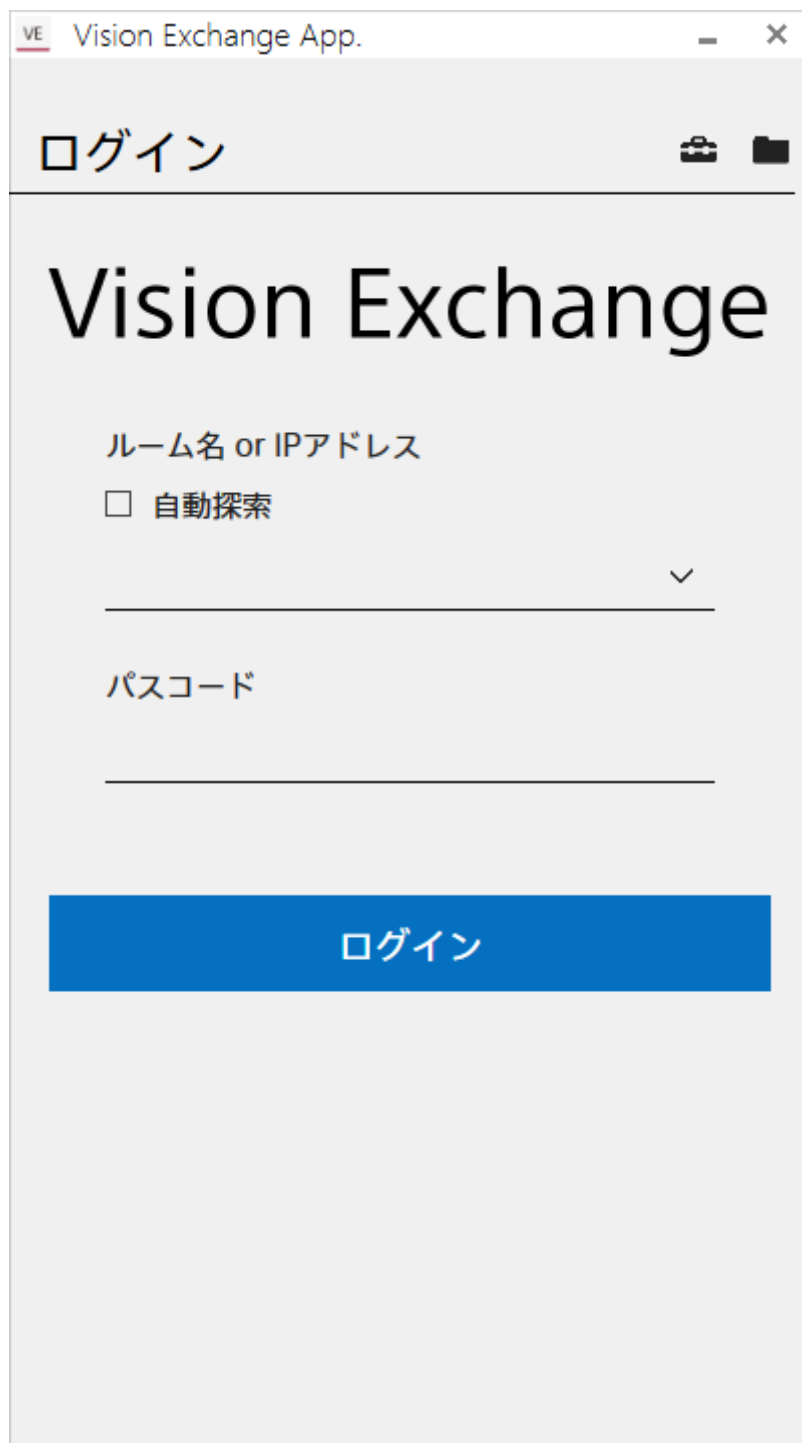 VE Vision Exchange App.
ログイン
Vision Exchange
ルーム名 or IPアドレス
自動探索
パスコード
ログイン